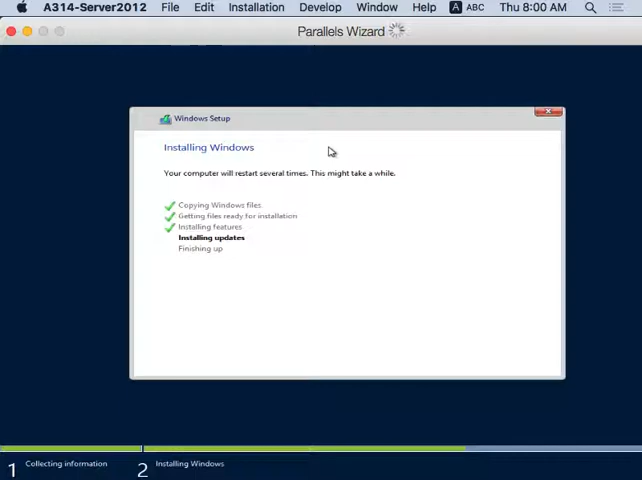 A314-Server2012 File Edit Installation Develop Window Help A ABC Thu 8:00 AM
Parallels Wizard
Windows Setup
Installing Windows
Your computer will restart several times. This might take a while.
Copying Windows files
Getting files ready for installation
Installing features
Installing updates
Finishing up
1 Collecting information 2 Installing Windows